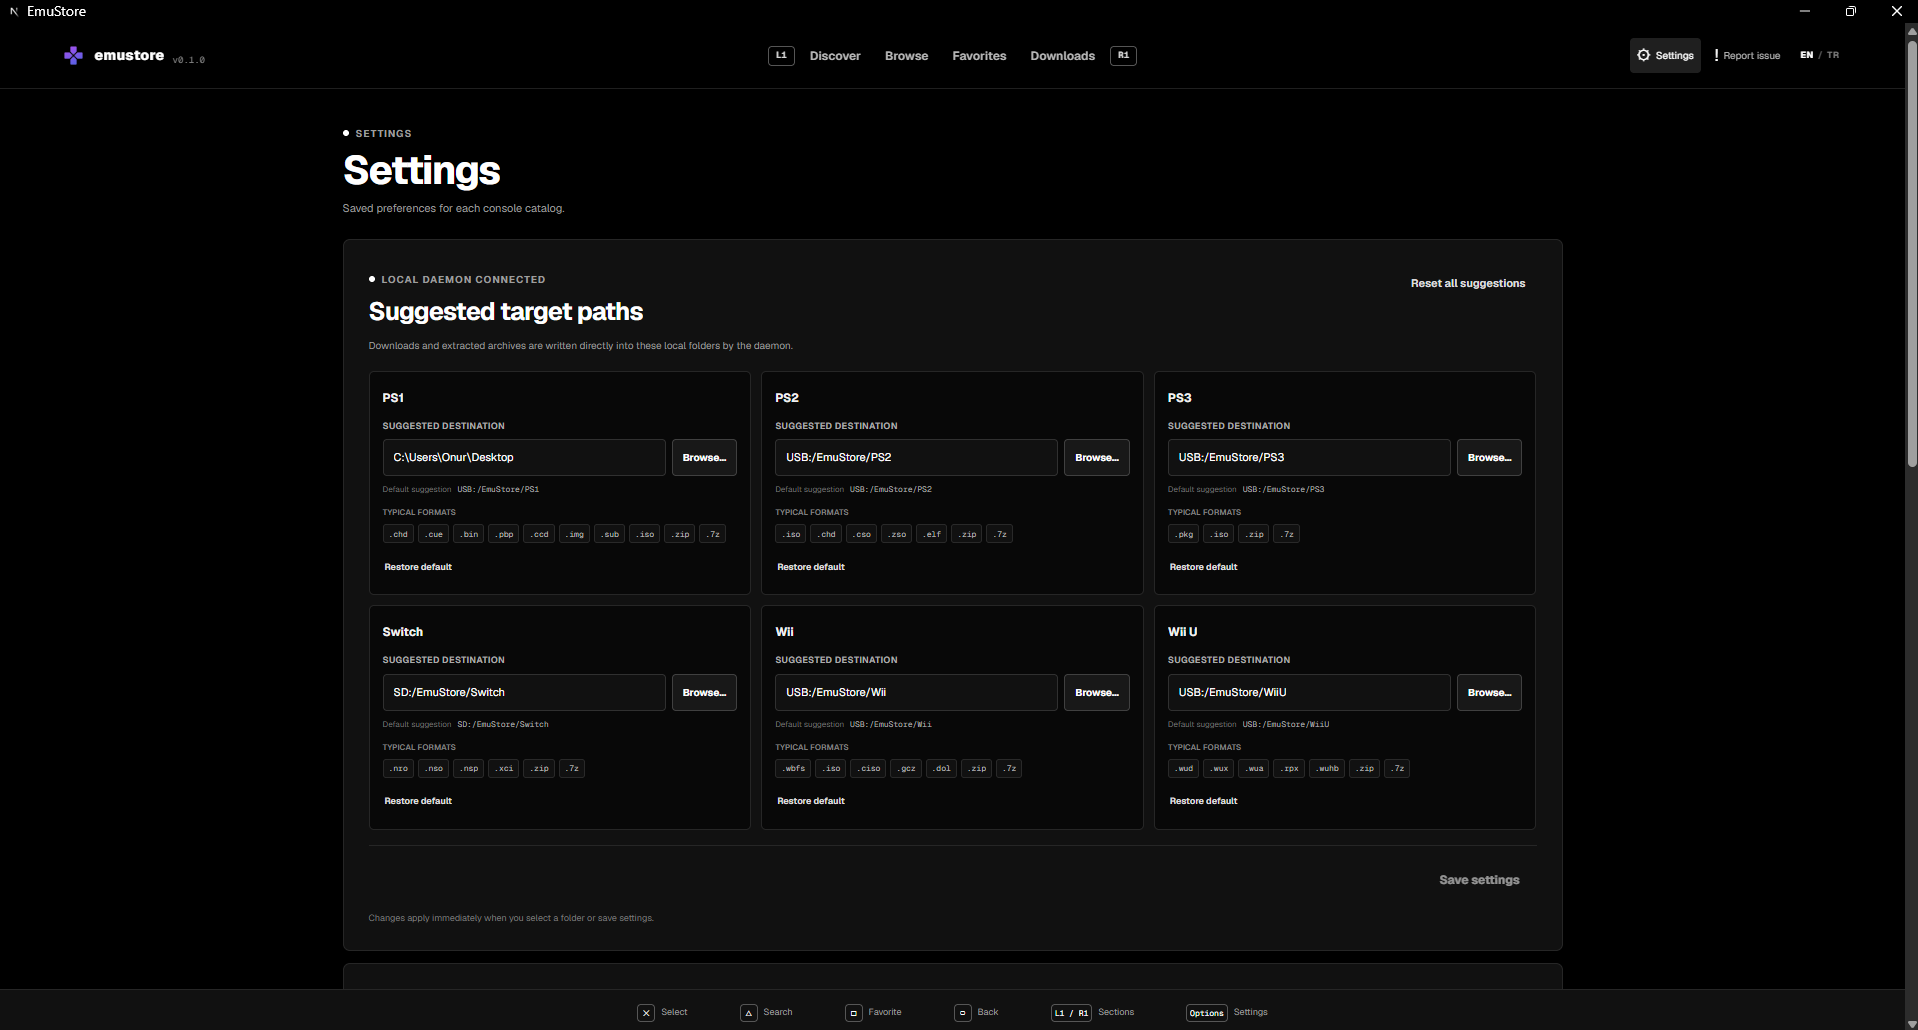 EmuStore
emustore v0.1.0
L1 Discover Browse Favorites Downloads R1
Settings Report issue EN / TR
SETTINGS
Settings
Saved preferences for each console catalog.
LOCAL DAEMON CONNECTED
Reset all suggestions
Suggested target paths
Downloads and extracted archives are written directly into these local folders by the daemon.
PS1
SUGGESTED DESTINATION
C:\Users\Onur\Desktop Browse...
Default suggestion USB:/EmuStore/PS1
TYPICAL FORMATS
.chd .cue .bin .pbp .ccd .img .sub .iso .zip .7z
Restore default
PS2
SUGGESTED DESTINATION
USB:/EmuStore/PS2 Browse...
Default suggestion USB:/EmuStore/PS2
TYPICAL FORMATS
.iso .chd .cso .zso .elf .zip .7z
Restore default
PS3
SUGGESTED DESTINATION
USB:/EmuStore/PS3 Browse...
Default suggestion USB:/EmuStore/PS3
TYPICAL FORMATS
.pkg .iso .zip .7z
Restore default
Switch
SUGGESTED DESTINATION
SD:/EmuStore/Switch Browse...
Default suggestion SD:/EmuStore/Switch
TYPICAL FORMATS
.nro .nso .nsp .xci .zip .7z
Restore default
Wii
SUGGESTED DESTINATION
USB:/EmuStore/Wii Browse...
Default suggestion USB:/EmuStore/Wii
TYPICAL FORMATS
.wbfs .iso .ciso .gcz .dol .zip .7z
Restore default
Wii U
SUGGESTED DESTINATION
USB:/EmuStore/WiiU Browse...
Default suggestion USB:/EmuStore/WiiU
TYPICAL FORMATS
.wud .wux .wua .rpx .wuhb .zip .7z
Restore default
Save settings
Changes apply immediately when you select a folder or save settings.
Select Search Favorite Back L1 / R1 Sections Options Settings